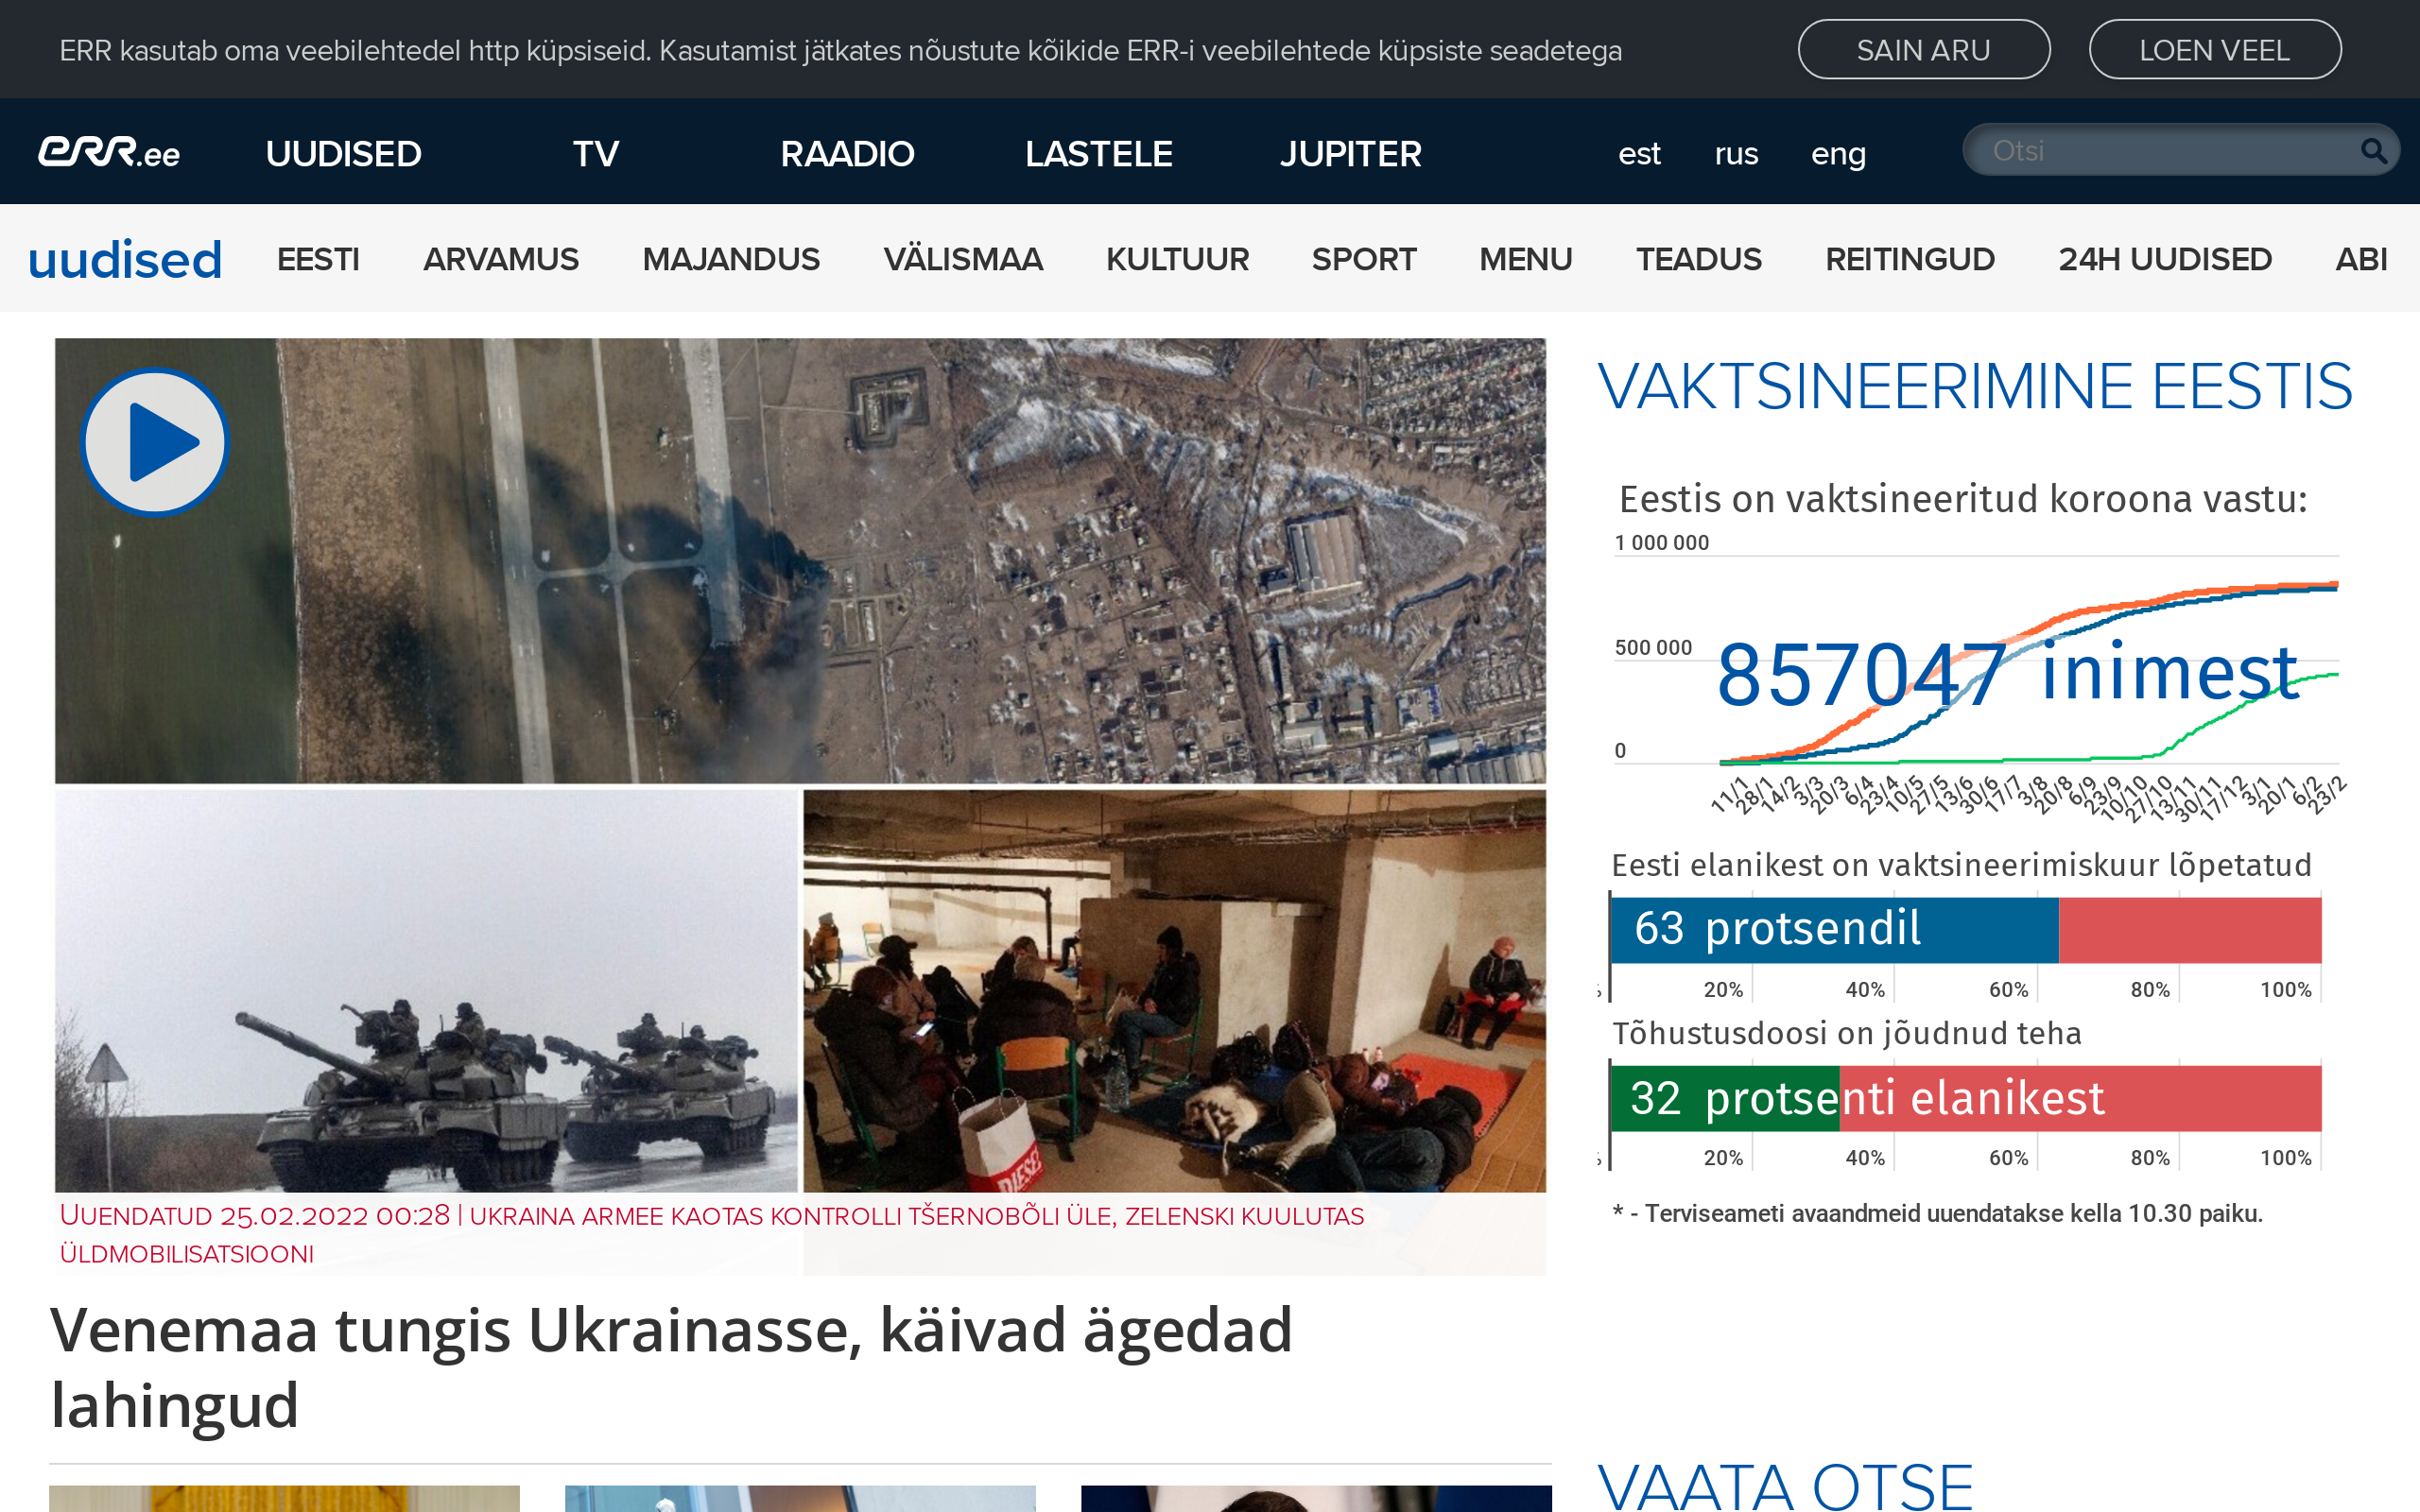 ERR kasutab oma veebilehtedel http küpsiseid. Kasutamist jätkates nõustute kõikide ERR-i veebilehtede küpsiste seadetega
SAIN ARU
LOEN VEEL
err.ee
UUDISED
TV
RAADIO
LASTELE
JUPITER
est
rus
eng
Otsi
uudised
EESTI
ARVAMUS
MAJANDUS
VÄLISMAA
KULTUUR
SPORT
MENU
TEADUS
REITINGUD
24H UUDISED
ABI
DIESEL
UUENDATUD 25.02.2022 00:28 | UKRAINA ARMEE KAOTAS KONTROLLI TŠERNOBÕLI ÜLE, ZELENSKI KUULUTAS
ÜLDMOBILISATSIOONI
Venemaa tungis Ukrainasse, käivad ägedad
lahingud
VAKTSINEERIMINE EESTIS
Eestis on vaktsineeritud koroona vastu:
1 000 000
500 000
857047 inimest
0
11/1 28/1 14/2 3/3 20/3 6/4 23/4 10/5 27/5 13/6 30/6 17/7 3/8 20/8 6/9 23/9 10/10 27/10 13/11 30/11 17/12 3/1 20/1 6/2 23/2
Eesti elanikest on vaktsineerimiskuur lõpetatud
63 protsendil
20% 40% 60% 80% 100%
Tõhustusdoosi on jõudnud teha
32 protsenti elanikest
20% 40% 60% 80% 100%
* - Terviseameti avaandmeid uuendatakse kella 10.30 paiku.
VAATA OTSE